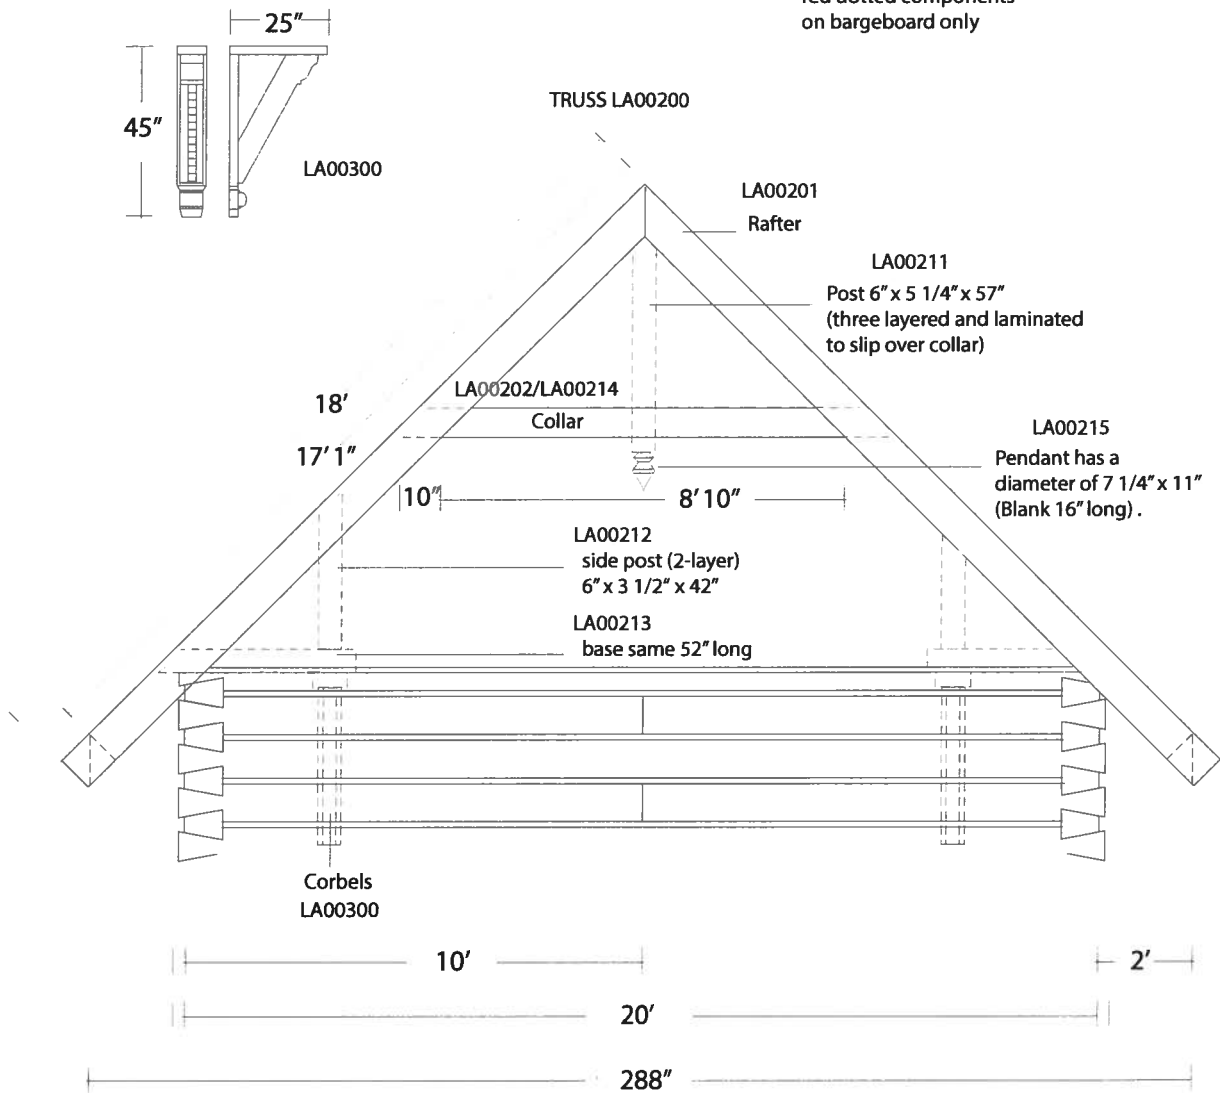 red dotted components
on bargeboard only
25”
45”
LA00300
TRUSS LA00200
LA00201
Rafter
LA00211
Post 6” x 5 1/4” x 57”
(three layered and laminated
to slip over collar)
18’
LA00202/LA00214
Collar
17’ 1”
LA00215
Pendant has a
diameter of 7 1/4” x 11”
(Blank 16” long) .
10”
8’ 10”
LA00212
side post (2-layer)
6” x 3 1/2“ x 42”
LA00213
base same 52” long
Corbels
LA00300
10’
2’
20’
288”